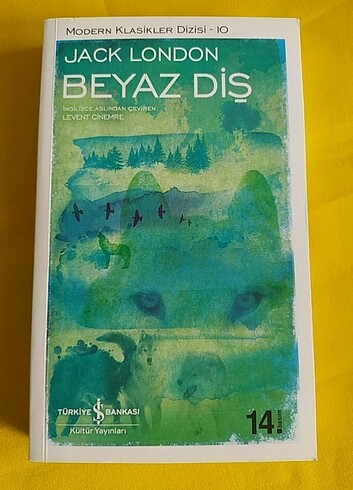 MODERN KLASİKLER DİZİSİ - 10
JACK LONDON
BEYAZ DİŞ
İNGİLİZCE ASLINDAN ÇEVİREN:
LEVENT CİNEMRE
TÜRKİYE İŞ BANKASI
Kültür Yayınları
14. Basım